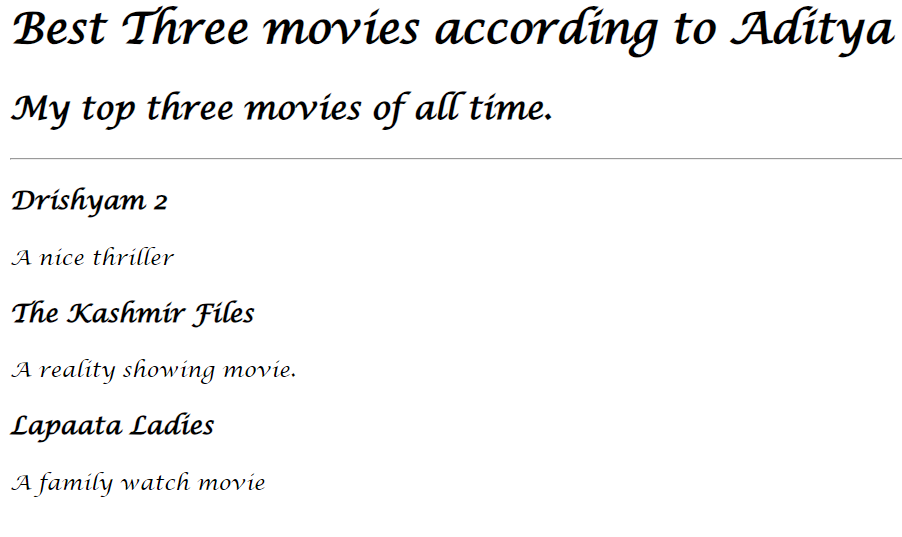 Best Three movies according to Aditya
My top three movies of all time.
Drishyam 2
A nice thriller
The Kashmir Files
A reality showing movie.
Lapaata Ladies
A family watch movie